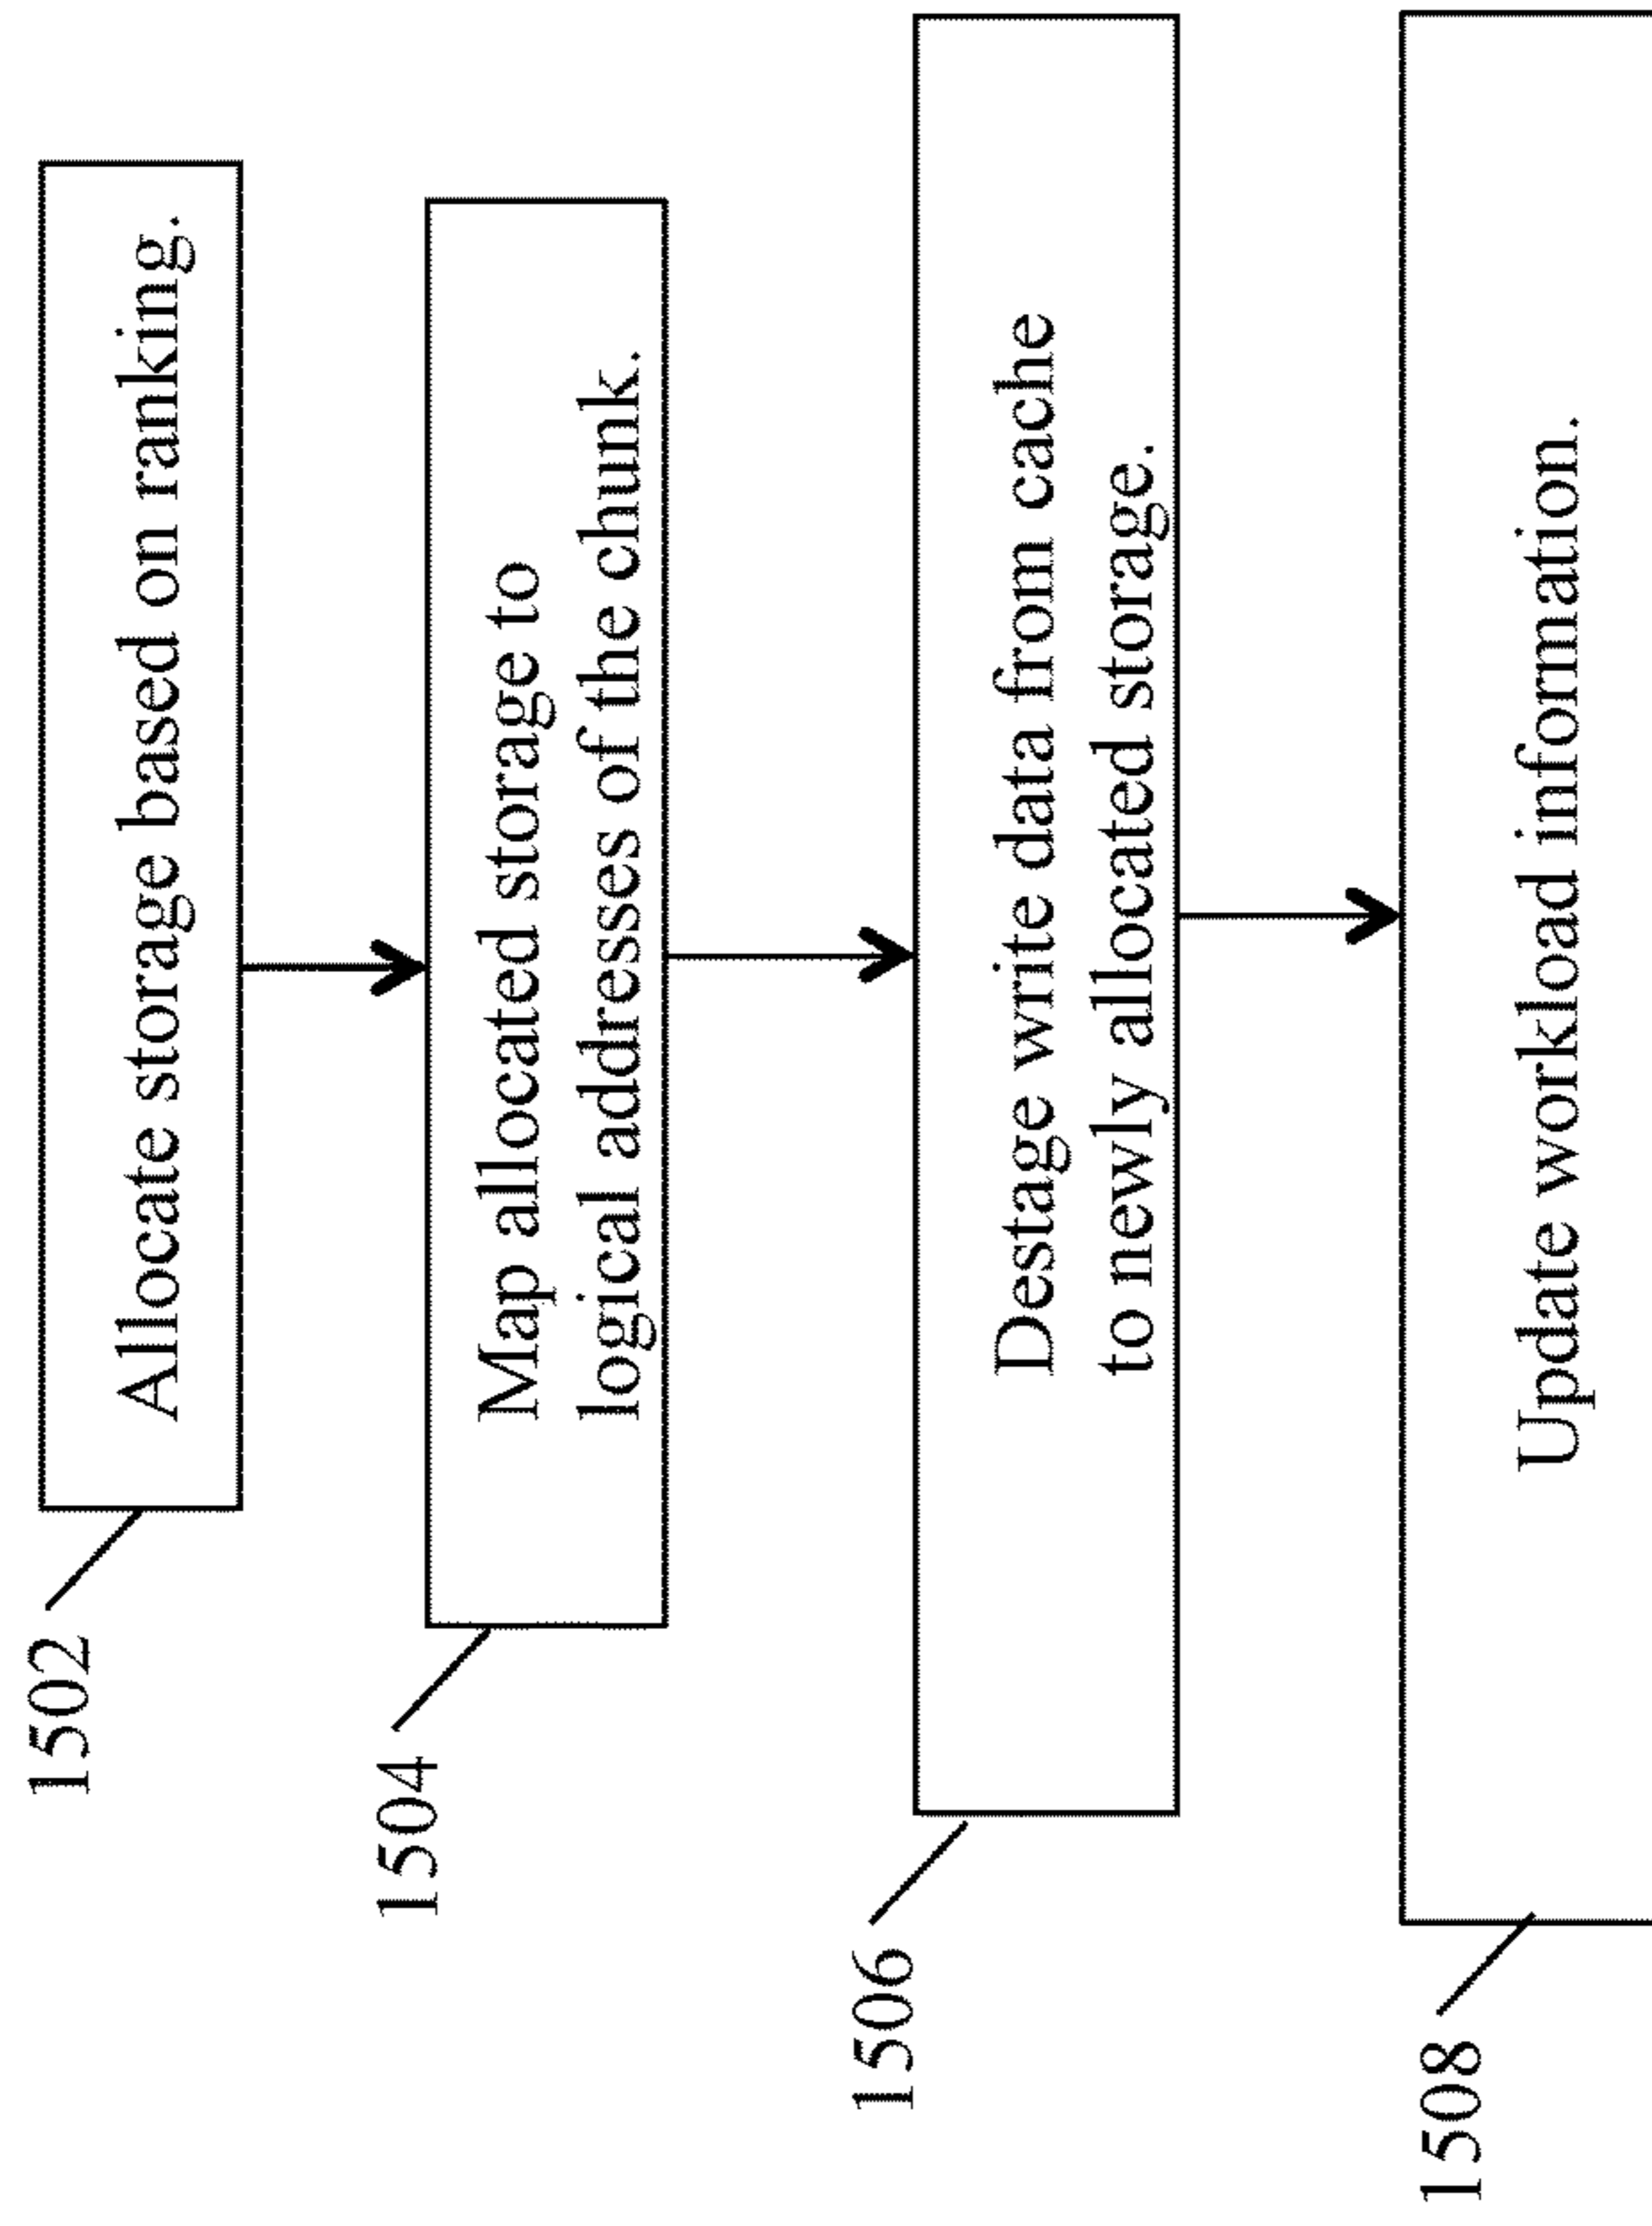 1502
Allocate storage based on ranking.
1504
Map allocated storage to
logical addresses of the chunk.
1506
Destage write data from cache
to newly allocated storage.
1508
Update workload information.